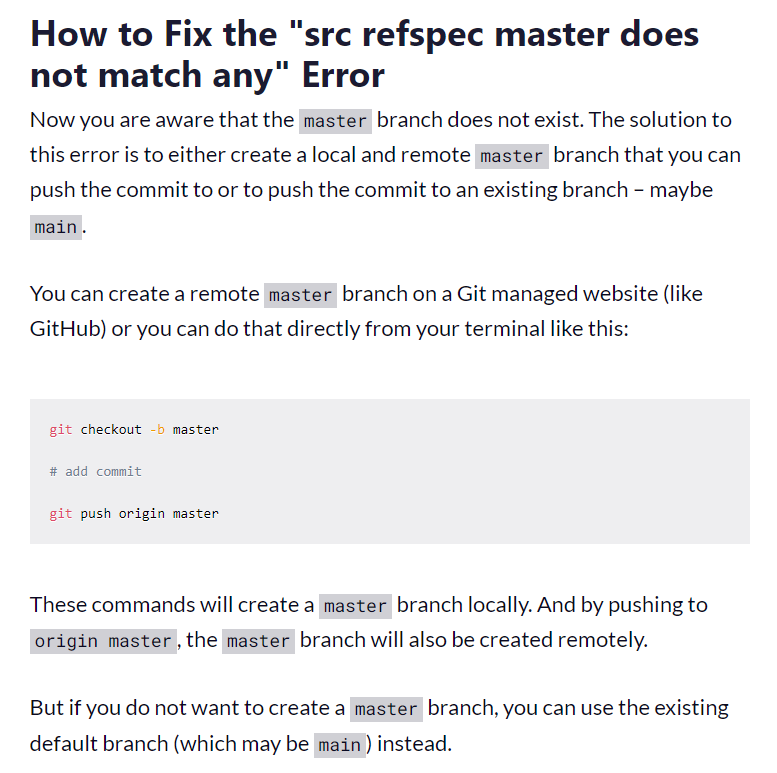 How to Fix the "src refspec master does
not match any" Error
Now you are aware that the master branch does not exist. The solution to
this error is to either create a local and remote master branch that you can
push the commit to or to push the commit to an existing branch – maybe
main.
You can create a remote master branch on a Git managed website (like
GitHub) or you can do that directly from your terminal like this:
git checkout -b master
# add commit
git push origin master
These commands will create a master branch locally. And by pushing to
origin master, the master branch will also be created remotely.
But if you do not want to create a master branch, you can use the existing
default branch (which may be main) instead.